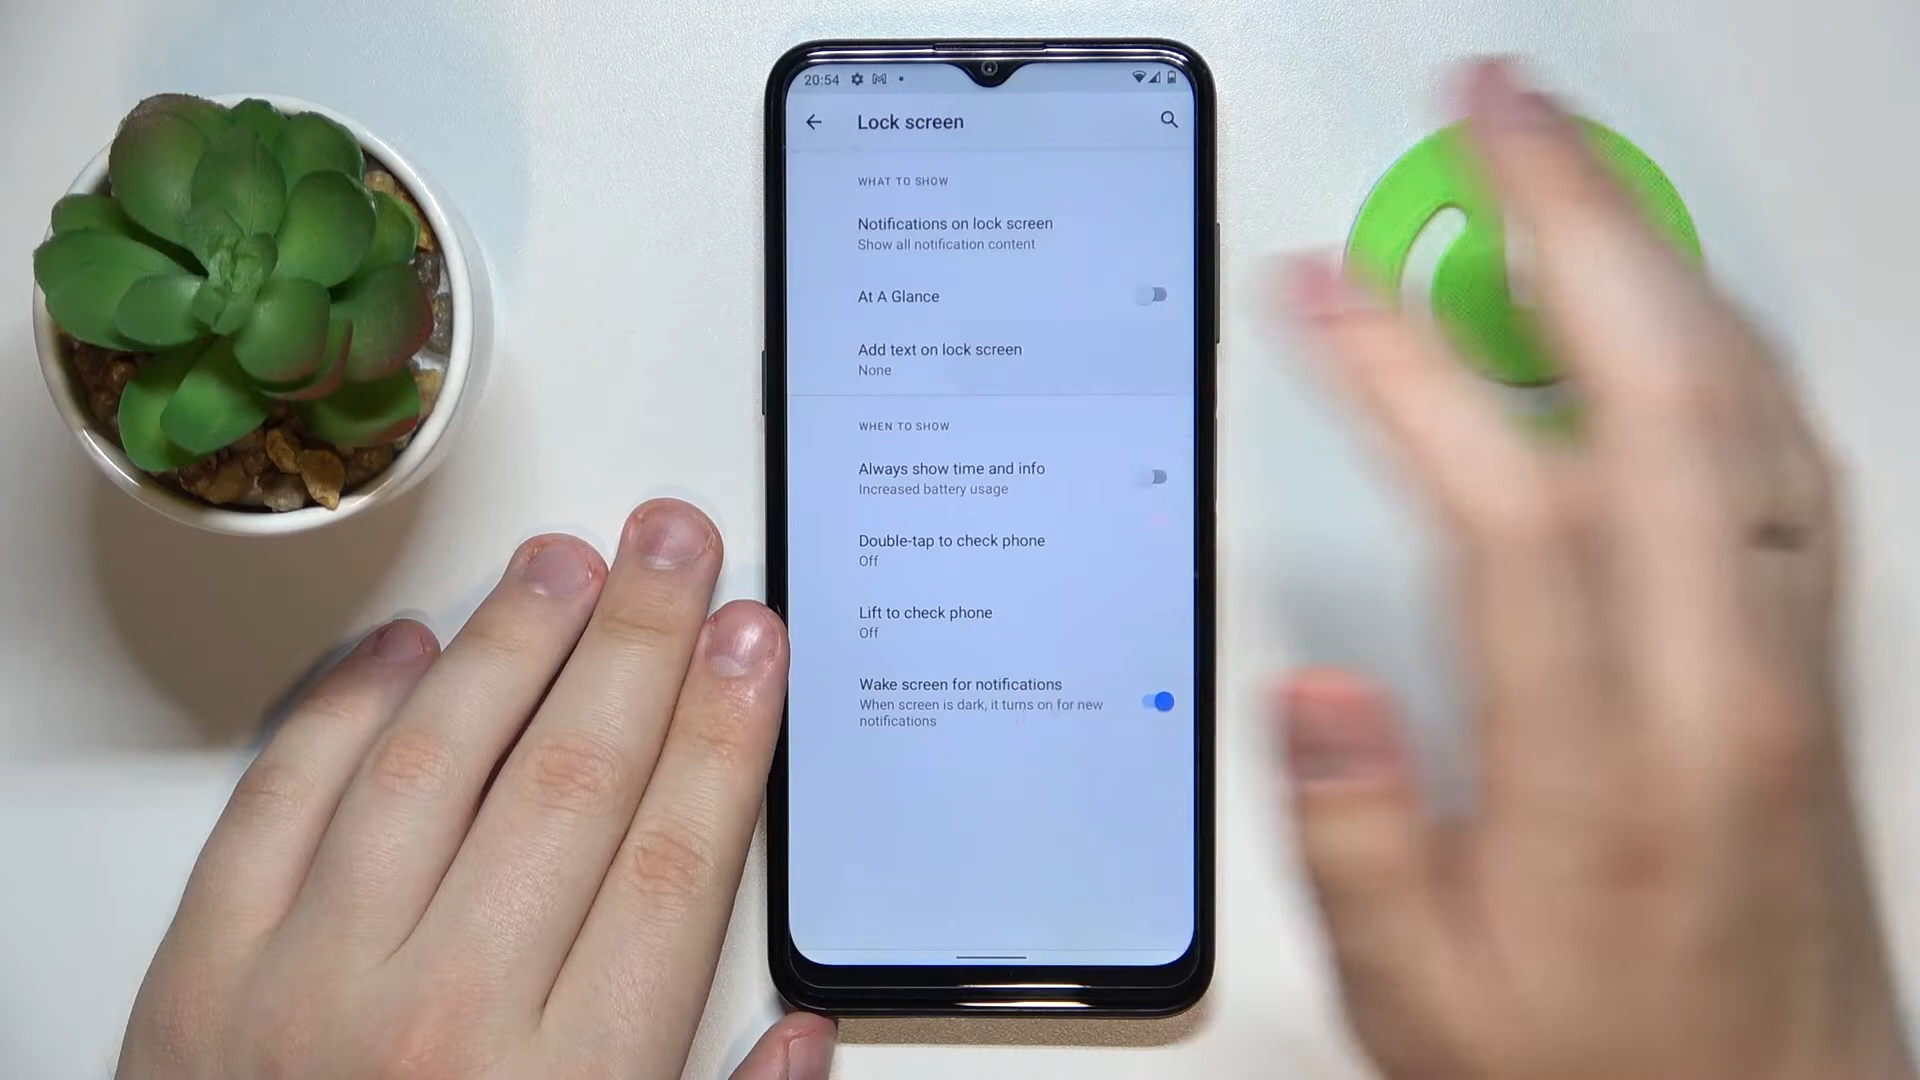 20:54
Lock screen
WHAT TO SHOW
Notifications on lock screen
Show all notification content
At A Glance
Add text on lock screen
None
WHEN TO SHOW
Always show time and info
Increased battery usage
Double-tap to check phone
Off
Lift to check phone
Off
Wake screen for notifications
When screen is dark, it turns on for new
notifications